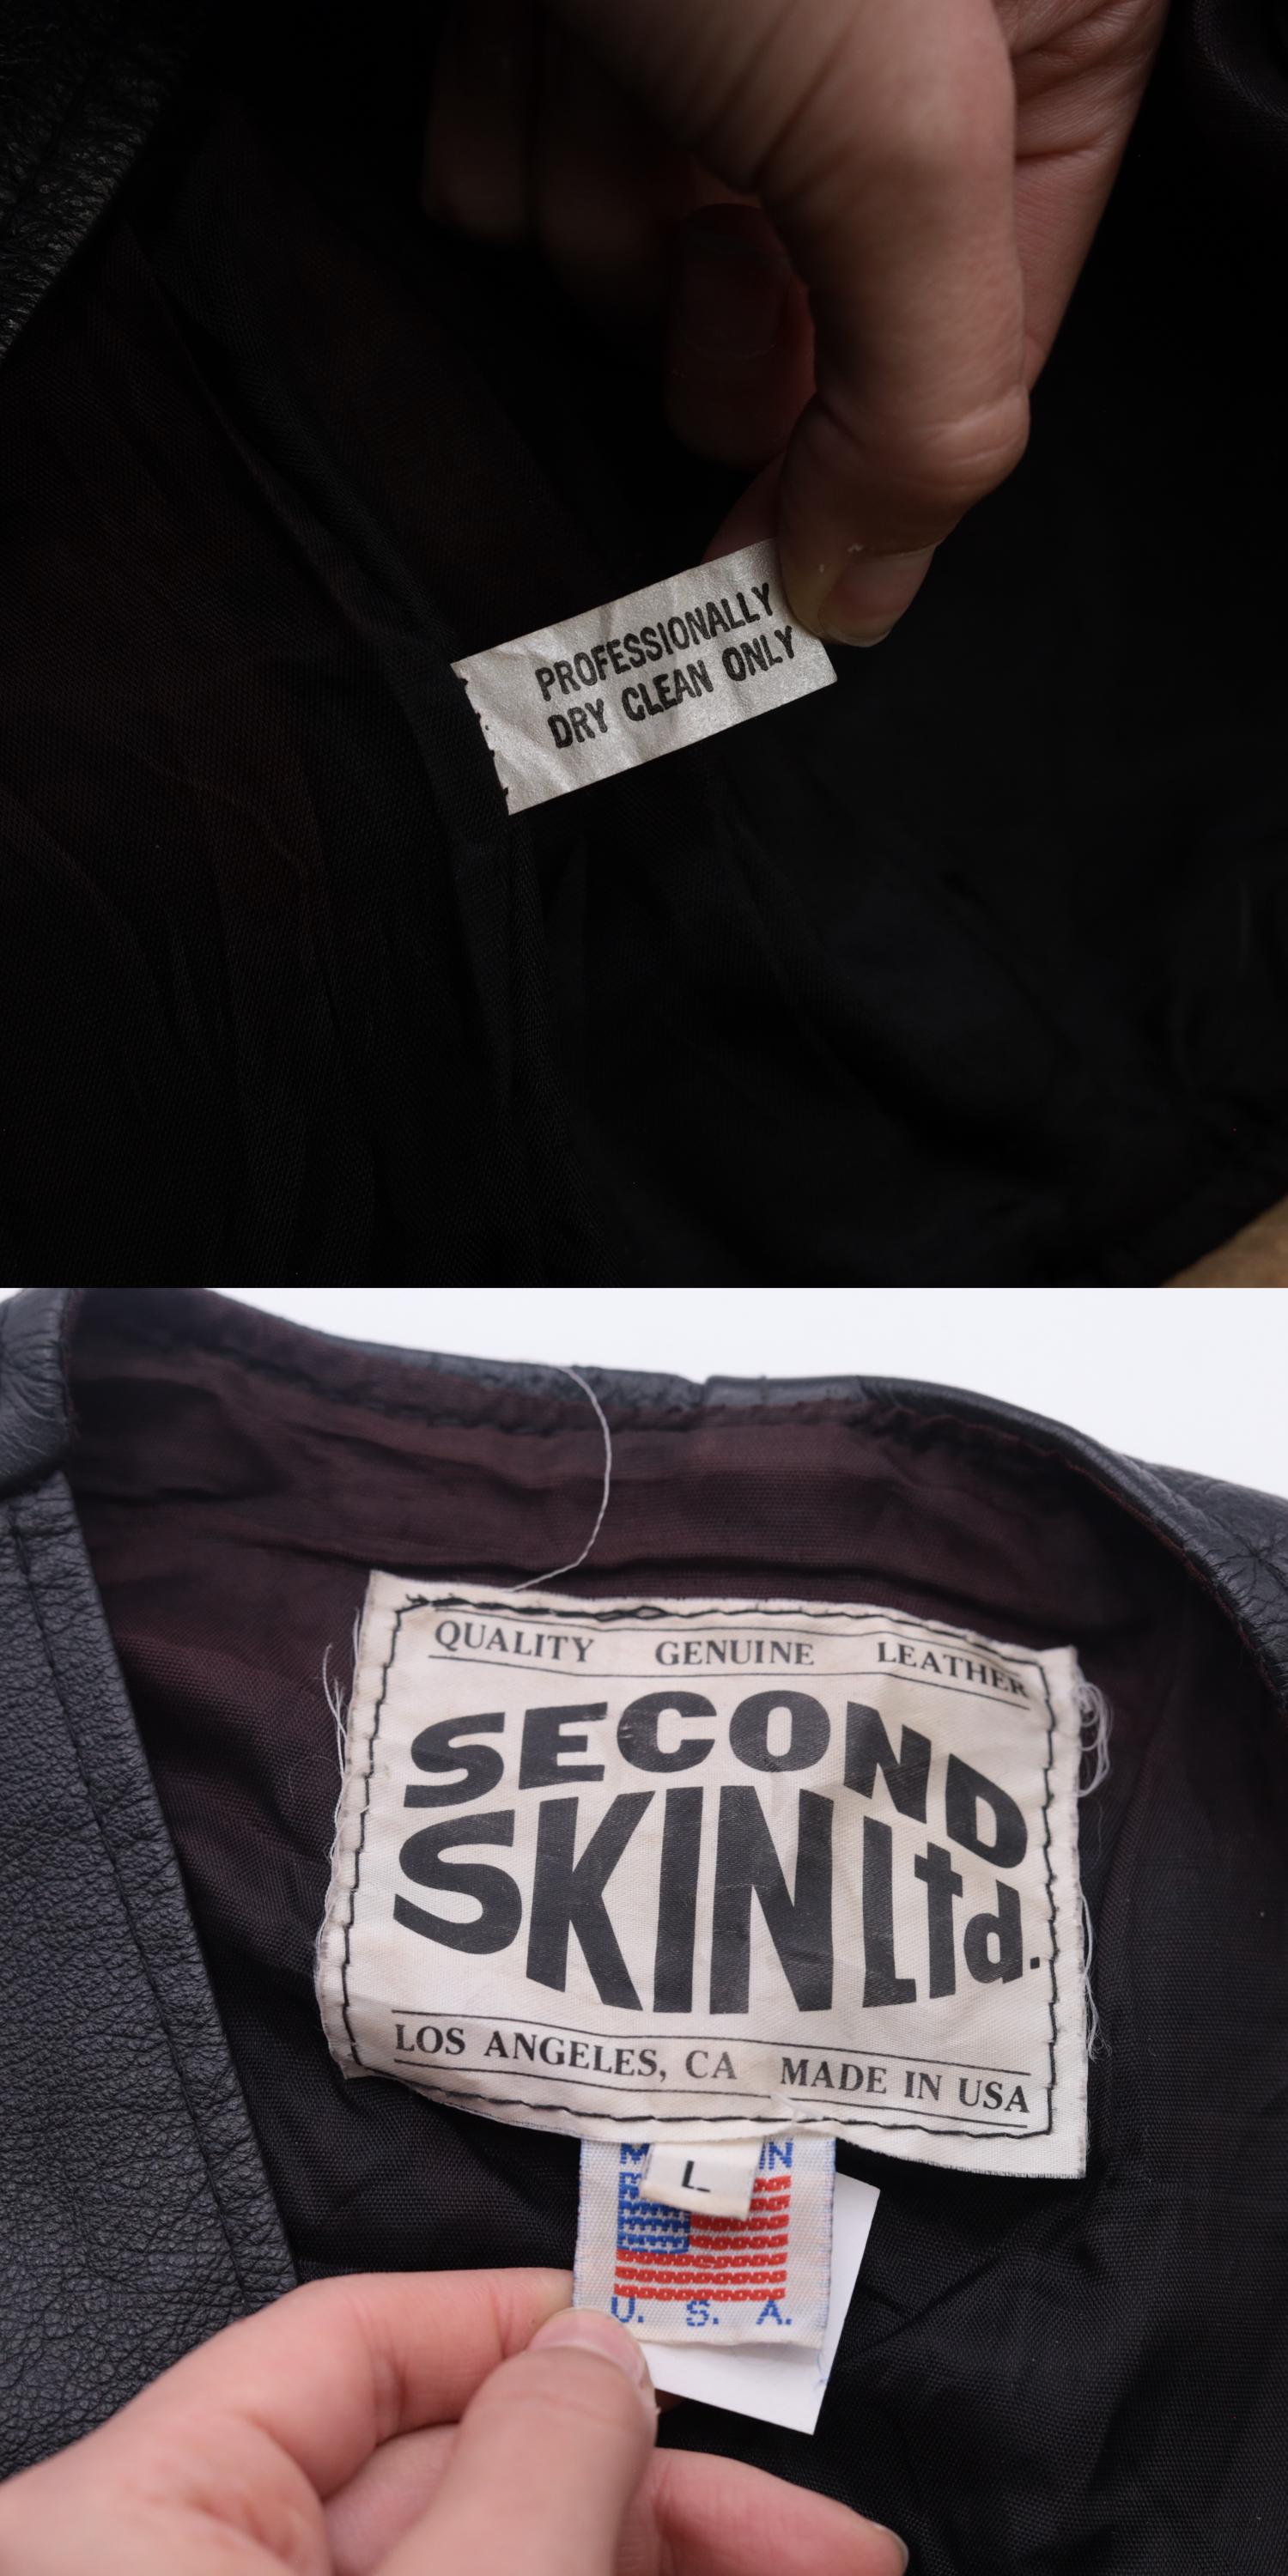 PROFESSIONALLY
DRY CLEAN ONLY
QUALITY GENUINE LEATHER
SECOND
SKIN Ltd.
LOS ANGELES, CA MADE IN USA
L
U. S. A.